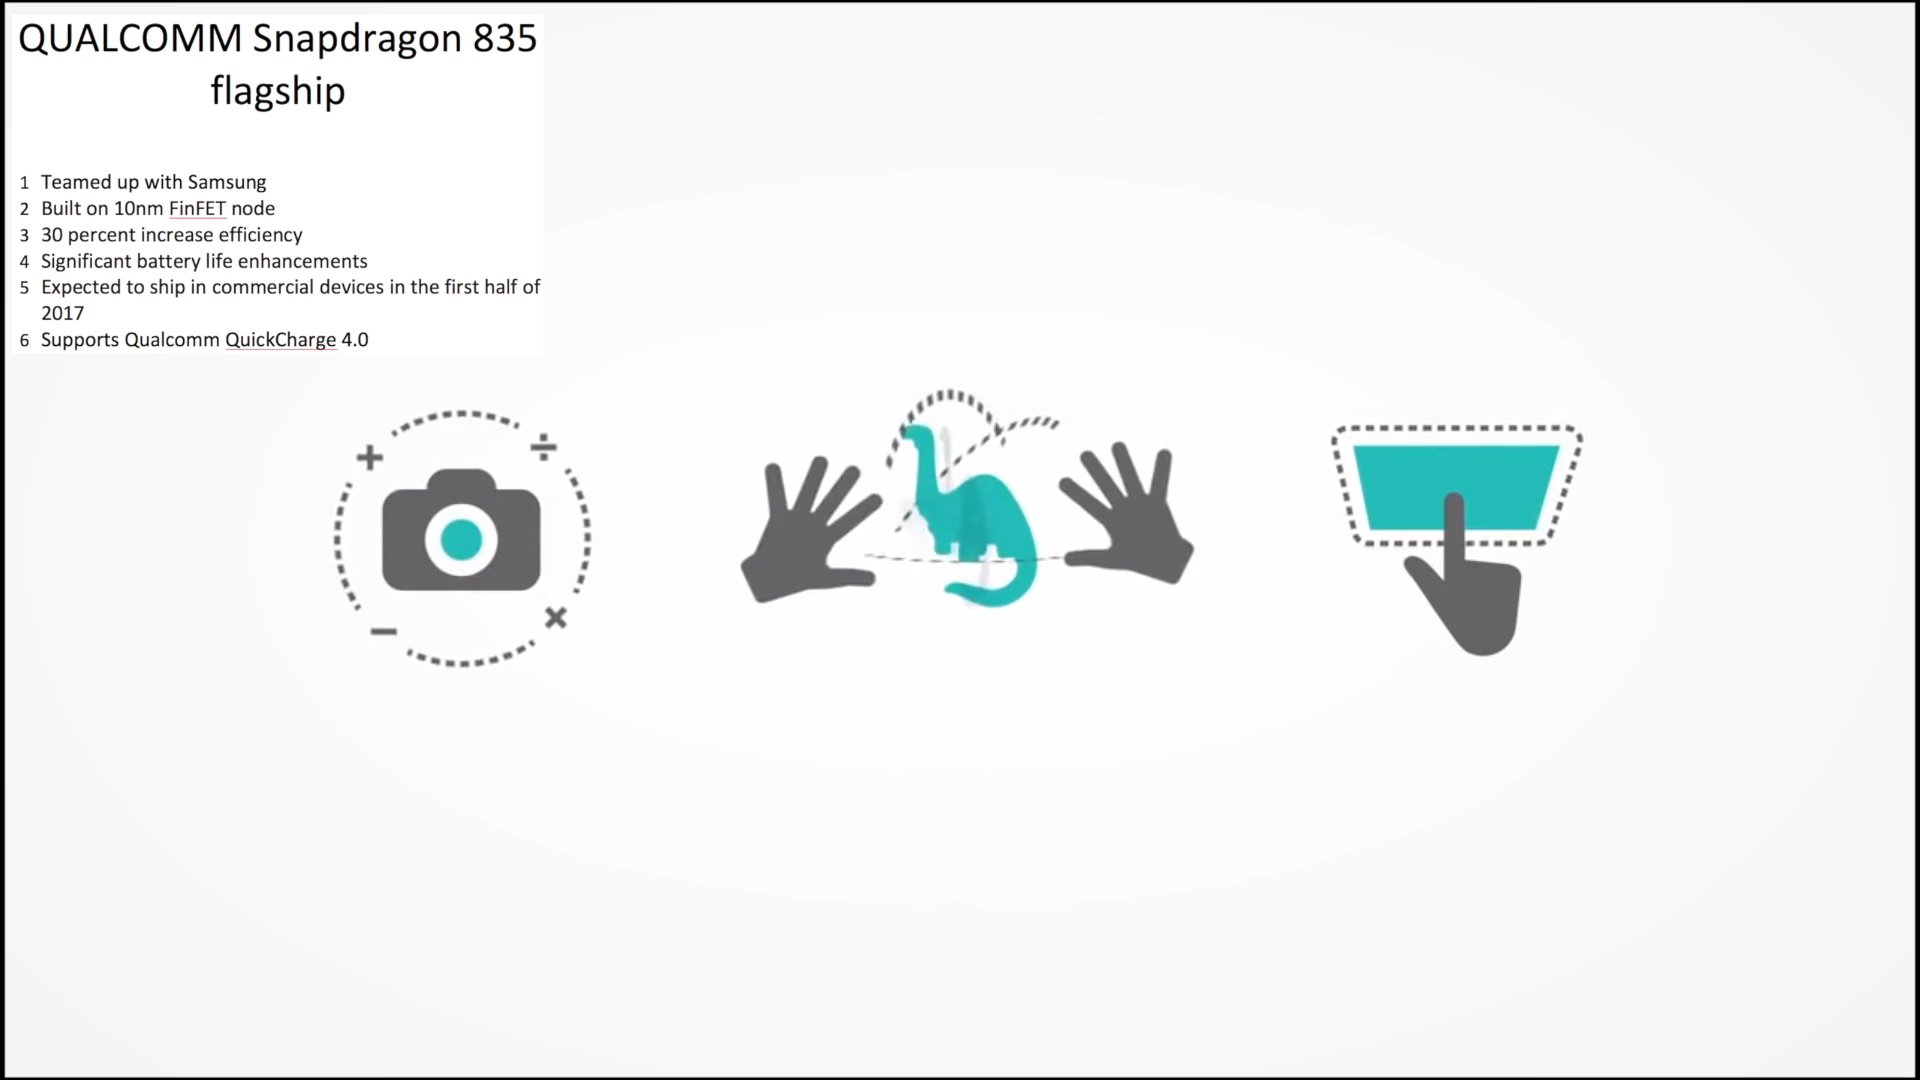 QUALCOMM Snapdragon 835
flagship
1 Teamed up with Samsung
2 Built on 10nm FinFET node
3 30 percent increase efficiency
4 Significant battery life enhancements
5 Expected to ship in commercial devices in the first half of
2017
6 Supports Qualcomm QuickCharge 4.0